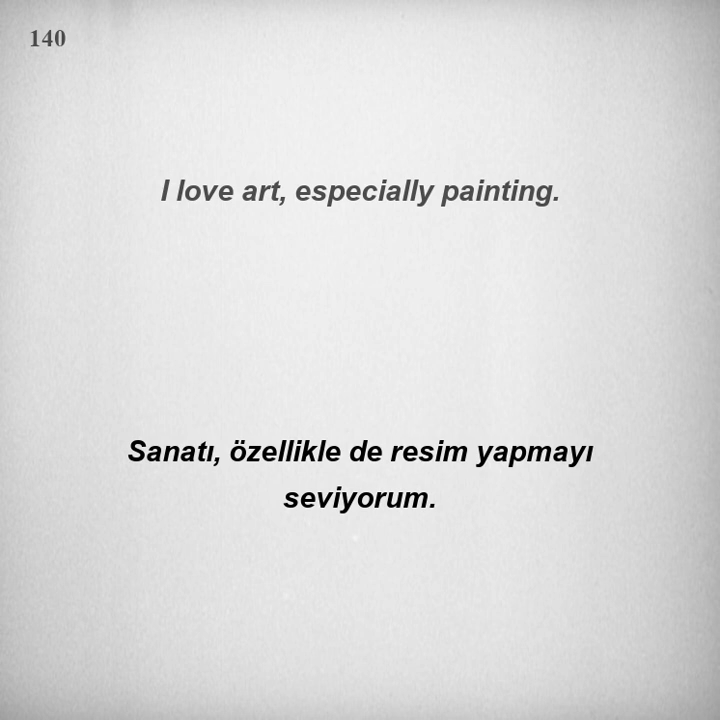 140
I love art, especially painting.
Sanatı, özellikle de resim yapmayı
seviyorum.